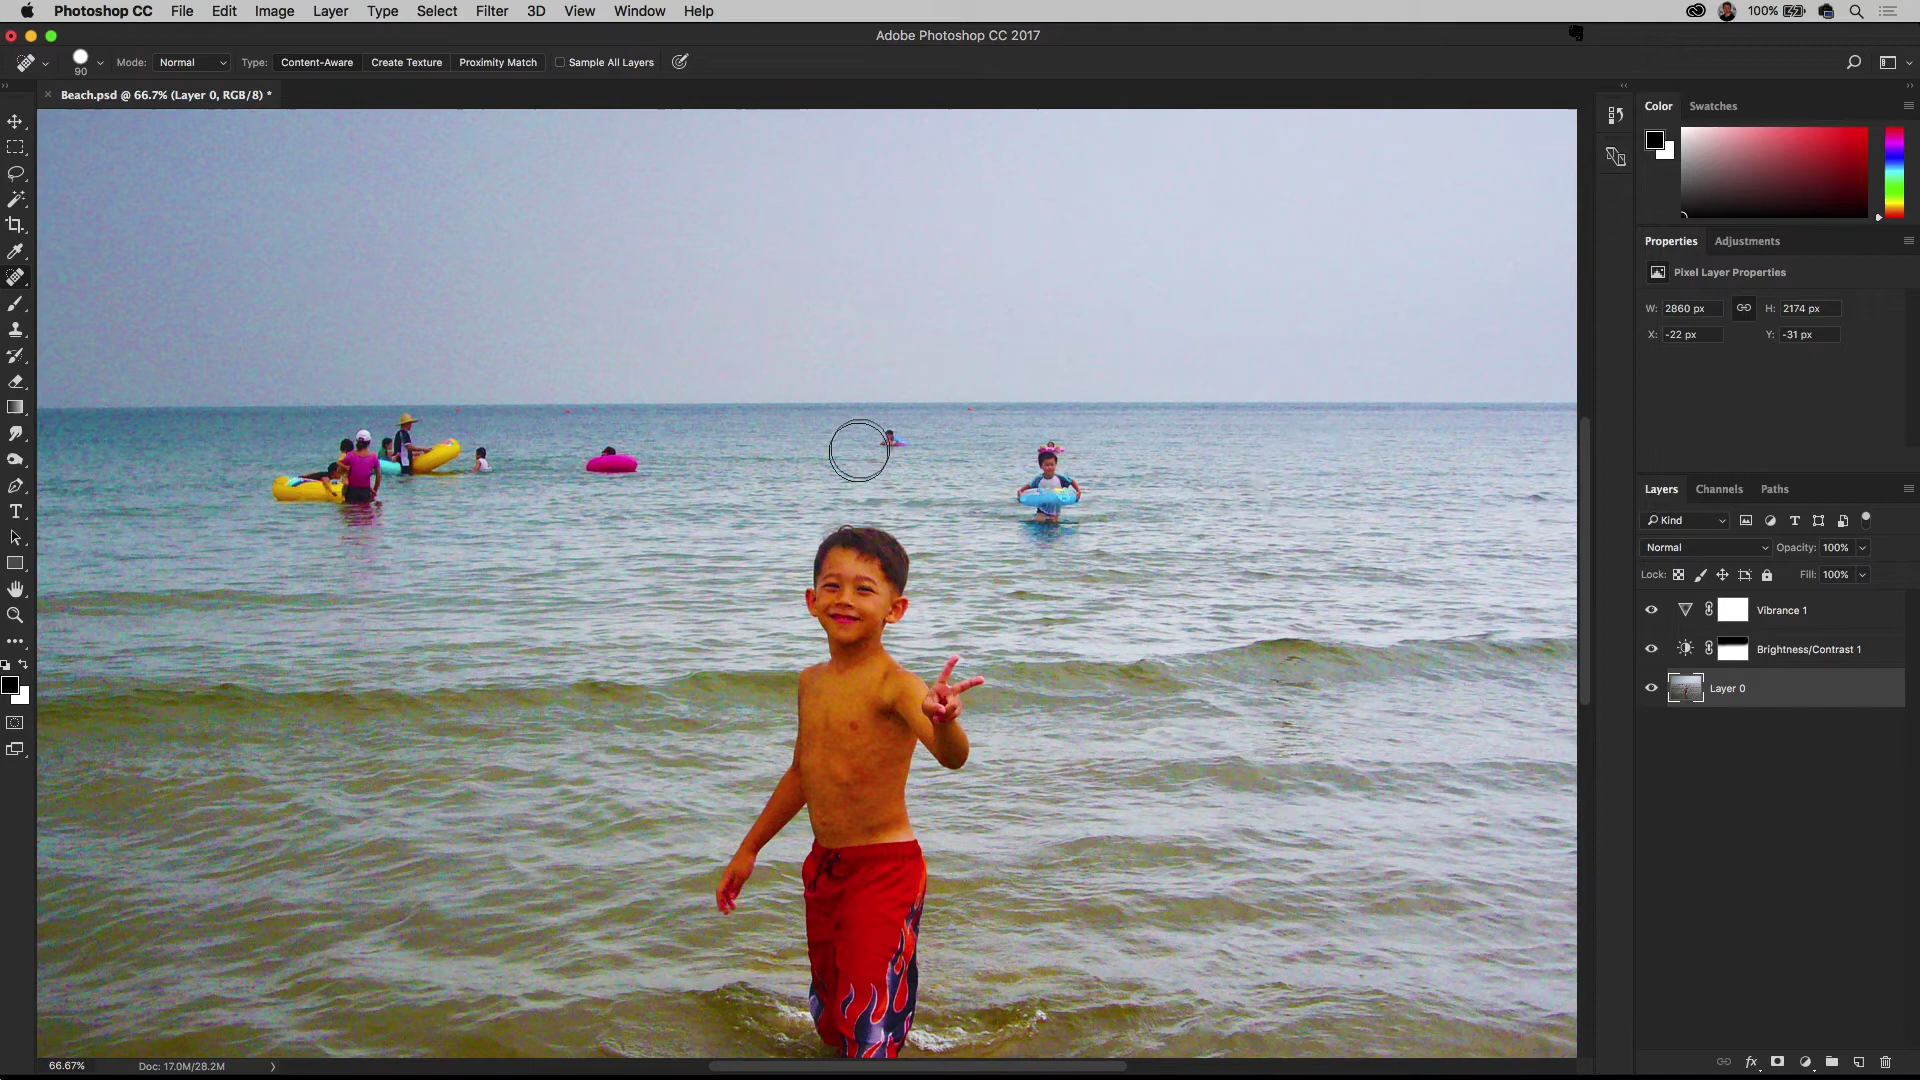 Photoshop CC File Edit Image Layer Type Select Filter 3D View Window Help 100%
Adobe Photoshop CC 2017
90 Mode: Normal Type: Content-Aware Create Texture Proximity Match Sample All Layers
Beach.psd @ 66.7% (Layer 0, RGB/8) *
Color Swatches
Properties Adjustments
Pixel Layer Properties
W: 2860 px H: 2174 px
X: -22 px Y: -31 px
Layers Channels Paths
Kind
Normal Opacity: 100%
Lock: Fill: 100%
Vibrance 1
Brightness/Contrast 1
Layer 0
fx
66.67% Doc: 17.0M/28.2M